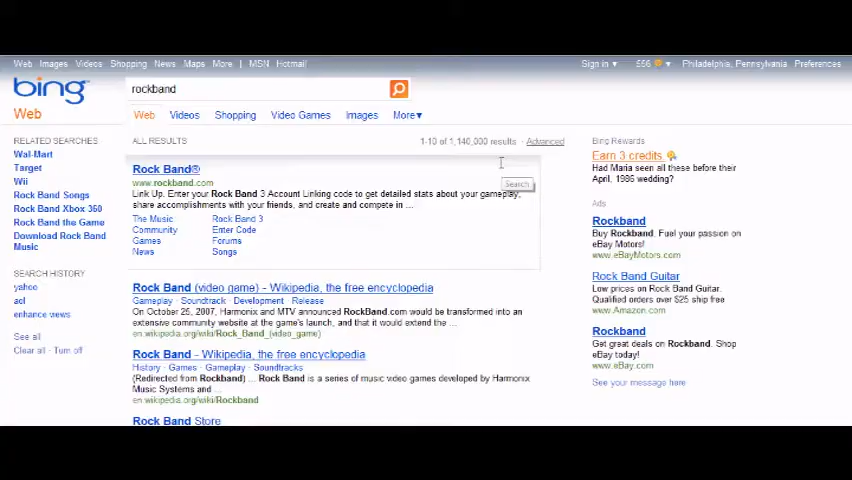 Web Images Videos Shopping News Maps More ▾ | MSN Hotmail
Sign in ▾ 566 ▾ Philadelphia, Pennsylvania Preferences
bing
rockband
Web
Web Videos Shopping Video Games Images More▾
RELATED SEARCHES
Wal-Mart
Target
Wii
Rock Band Songs
Rock Band Xbox 360
Rock Band the Game
Download Rock Band
Music
SEARCH HISTORY
yahoo
aol
enhance views
See all
Clear all · Turn off
ALL RESULTS
1-10 of 1,140,000 results · Advanced
Rock Band®
www.rockband.com
Search
Link Up. Enter your Rock Band 3 Account Linking code to get detailed stats about your gameplay,
share accomplishments with your friends, and create and compete in ...
The Music Rock Band 3
Community Enter Code
Games Forums
News Songs
Rock Band (video game) - Wikipedia, the free encyclopedia
Gameplay · Soundtrack · Development · Release
On October 25, 2007, Harmonix and MTV announced RockBand.com would be transformed into an
extensive community website at the game's launch, and that it would extend the ...
en.wikipedia.org/wiki/Rock_Band_(video_game)
Rock Band - Wikipedia, the free encyclopedia
History · Games · Gameplay · Soundtracks
(Redirected from Rockband) ... Rock Band is a series of music video games developed by Harmonix
Music Systems and ...
en.wikipedia.org/wiki/Rockband
Rock Band Store
Bing Rewards
Earn 3 credits
Had Maria seen all these before their
April, 1986 wedding?
Ads
Rockband
Buy Rockband. Fuel your passion on
eBay Motors!
www.eBayMotors.com
Rock Band Guitar
Low prices on Rock Band Guitar.
Qualified orders over $25 ship free
www.Amazon.com
Rockband
Get great deals on Rockband. Shop
eBay today!
www.eBay.com
See your message here